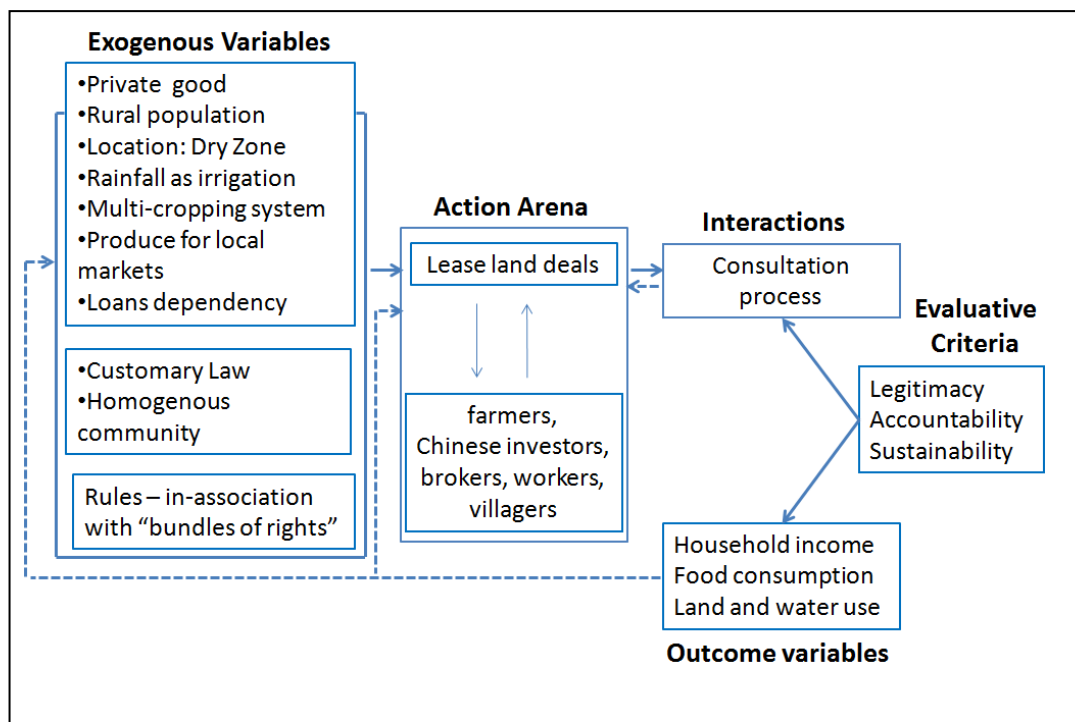 Exogenous Variables
•Private good
•Rural population
•Location: Dry Zone
•Rainfall as irrigation
•Multi-cropping system
•Produce for local
markets
•Loans dependency
•Customary Law
•Homogenous
community
Rules – in-association
with “bundles of rights”
Action Arena
Lease land deals
farmers,
Chinese investors,
brokers, workers,
villagers
Interactions
Consultation
process
Evaluative
Criteria
Legitimacy
Accountability
Sustainability
Household income
Food consumption
Land and water use
Outcome variables